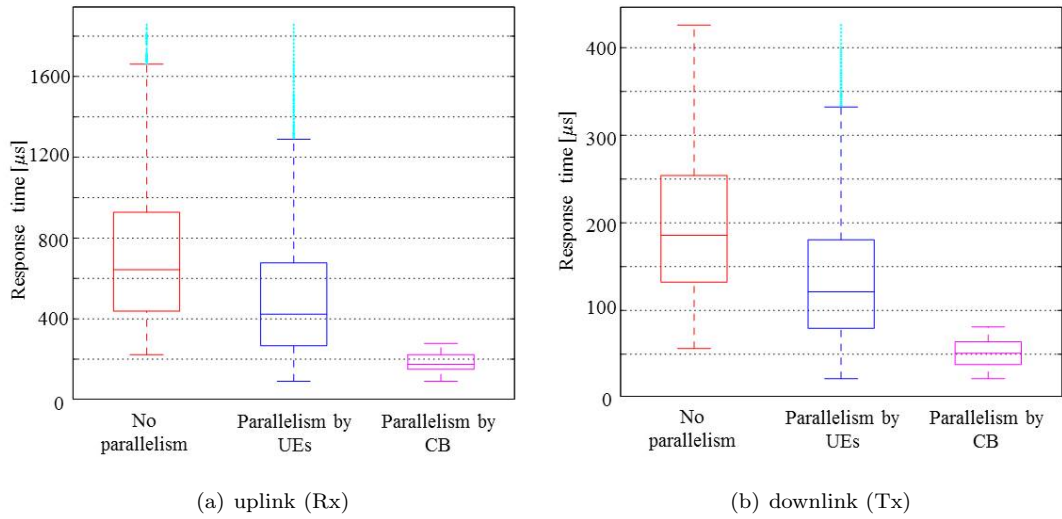 Response time [μs]
1600
1200
800
400
0
No
parallelism
Parallelism by
UEs
Parallelism by
CB
(a) uplink (Rx)
Response time [μs]
400
300
200
100
0
No
parallelism
Parallelism by
UEs
Parallelism by
CB
(b) downlink (Tx)